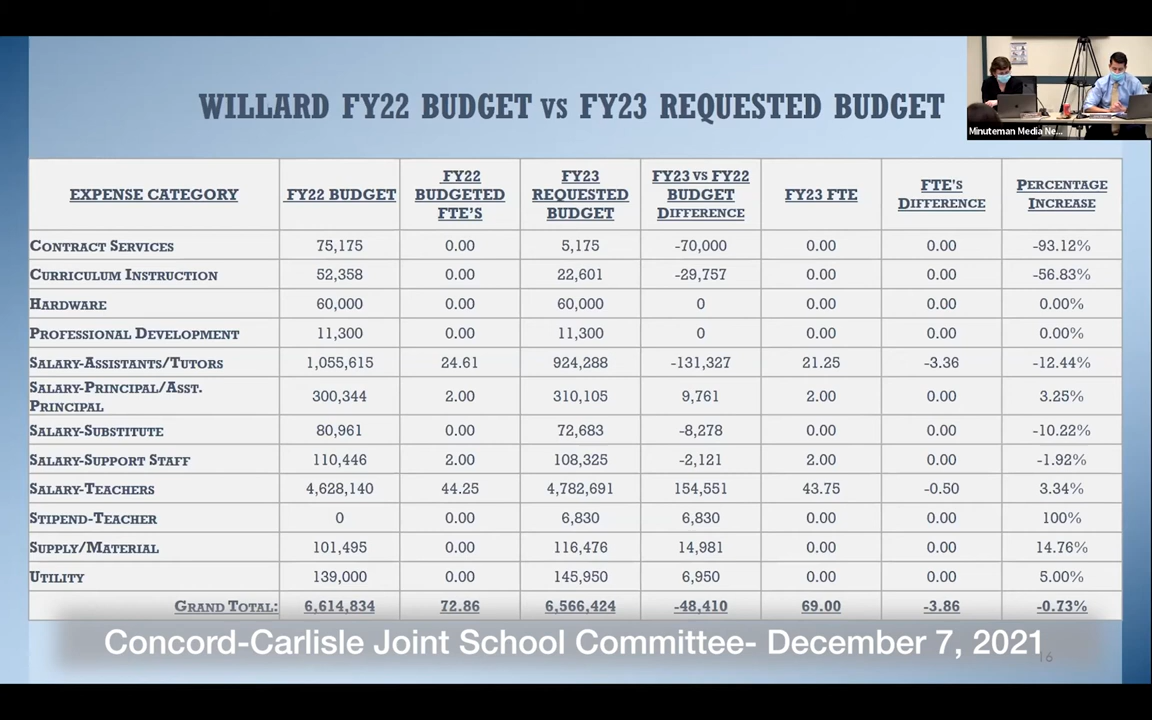 WILLARD FY22 BUDGET VS FY23 REQUESTED BUDGET
Minuteman Media Ne...
EXPENSE CATEGORY FY22 BUDGET FY22 BUDGETED FTE'S FY23 REQUESTED BUDGET FY23 VS FY22 BUDGET DIFFERENCE FY23 FTE FTE'S DIFFERENCE PERCENTAGE INCREASE
CONTRACT SERVICES 75,175 0.00 5,175 -70,000 0.00 0.00 -93.12%
CURRICULUM INSTRUCTION 52,358 0.00 22,601 -29,757 0.00 0.00 -56.83%
HARDWARE 60,000 0.00 60,000 0 0.00 0.00 0.00%
PROFESSIONAL DEVELOPMENT 11,300 0.00 11,300 0 0.00 0.00 0.00%
SALARY-ASSISTANTS/TUTORS 1,055,615 24.61 924,288 -131,327 21.25 -3.36 -12.44%
SALARY-PRINCIPAL/ASST. PRINCIPAL 300,344 2.00 310,105 9,761 2.00 0.00 3.25%
SALARY-SUBSTITUTE 80,961 0.00 72,683 -8,278 0.00 0.00 -10.22%
SALARY-SUPPORT STAFF 110,446 2.00 108,325 -2,121 2.00 0.00 -1.92%
SALARY-TEACHERS 4,628,140 44.25 4,782,691 154,551 43.75 -0.50 3.34%
STIPEND-TEACHER 0 0.00 6,830 6,830 0.00 0.00 100%
SUPPLY/MATERIAL 101,495 0.00 116,476 14,981 0.00 0.00 14.76%
UTILITY 139,000 0.00 145,950 6,950 0.00 0.00 5.00%
GRAND TOTAL: 6,614,834 72.86 6,566,424 -48,410 69.00 -3.86 -0.73%
Concord-Carlisle Joint School Committee- December 7, 2021
16